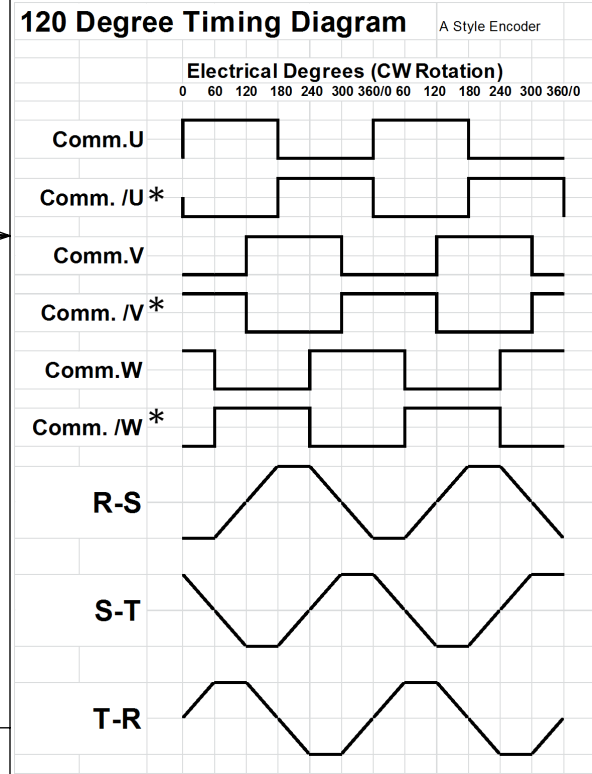 120 Degree Timing Diagram A Style Encoder
Electrical Degrees (CW Rotation)
0 60 120 180 240 300 360/0 60 120 180 240 300 360/0
Comm.U
Comm. /U*
Comm.V
Comm. /V*
Comm.W
Comm. /W*
R-S
S-T
T-R